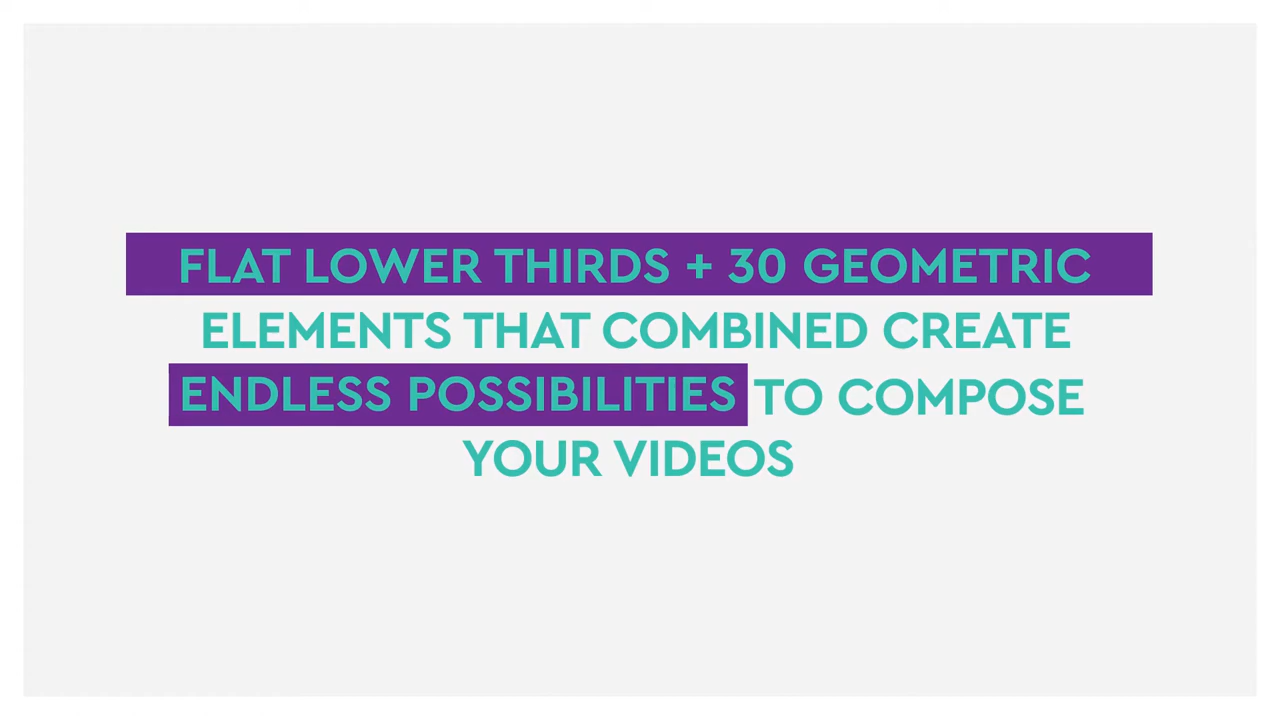 FLAT LOWER THIRDS + 30 GEOMETRIC
ELEMENTS THAT COMBINED CREATE
ENDLESS POSSIBILITIES TO COMPOSE
YOUR VIDEOS